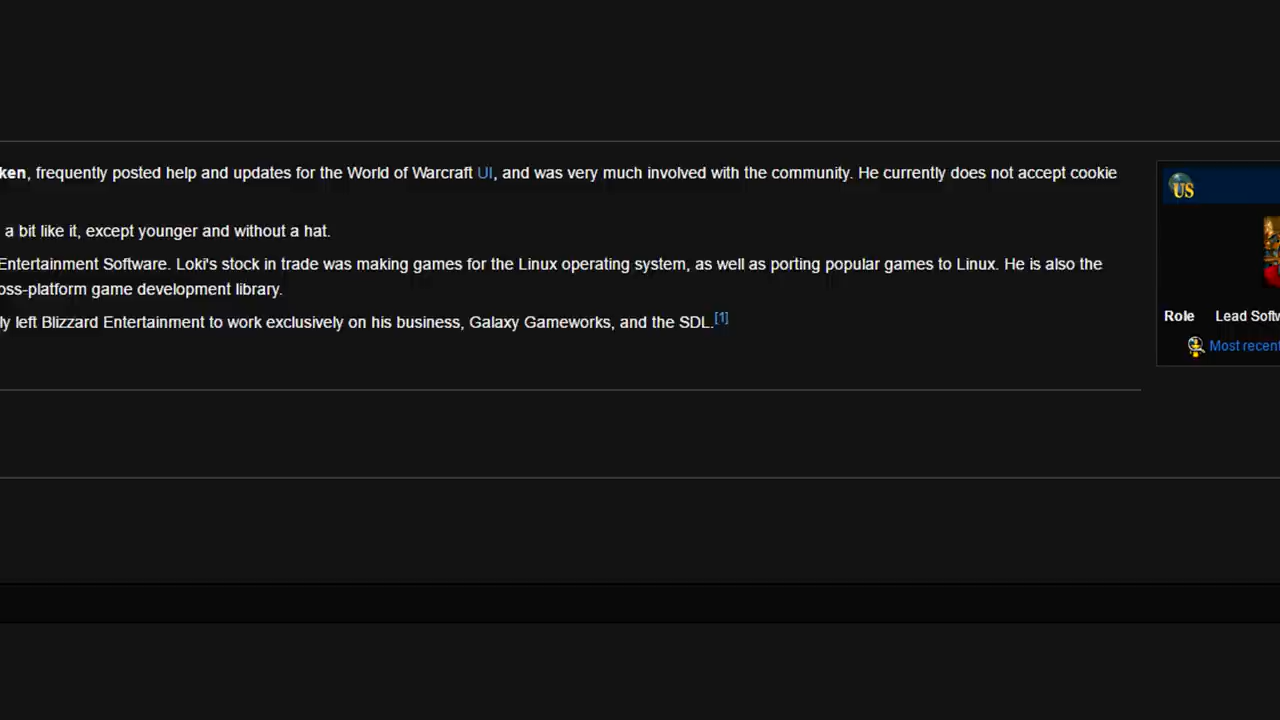 ken, frequently posted help and updates for the World of Warcraft UI, and was very much involved with the community. He currently does not accept cookie
US
a bit like it, except younger and without a hat.
Entertainment Software. Loki's stock in trade was making games for the Linux operating system, as well as porting popular games to Linux. He is also the
oss-platform game development library.
Role Lead Softw
ly left Blizzard Entertainment to work exclusively on his business, Galaxy Gameworks, and the SDL.[1]
Most recent